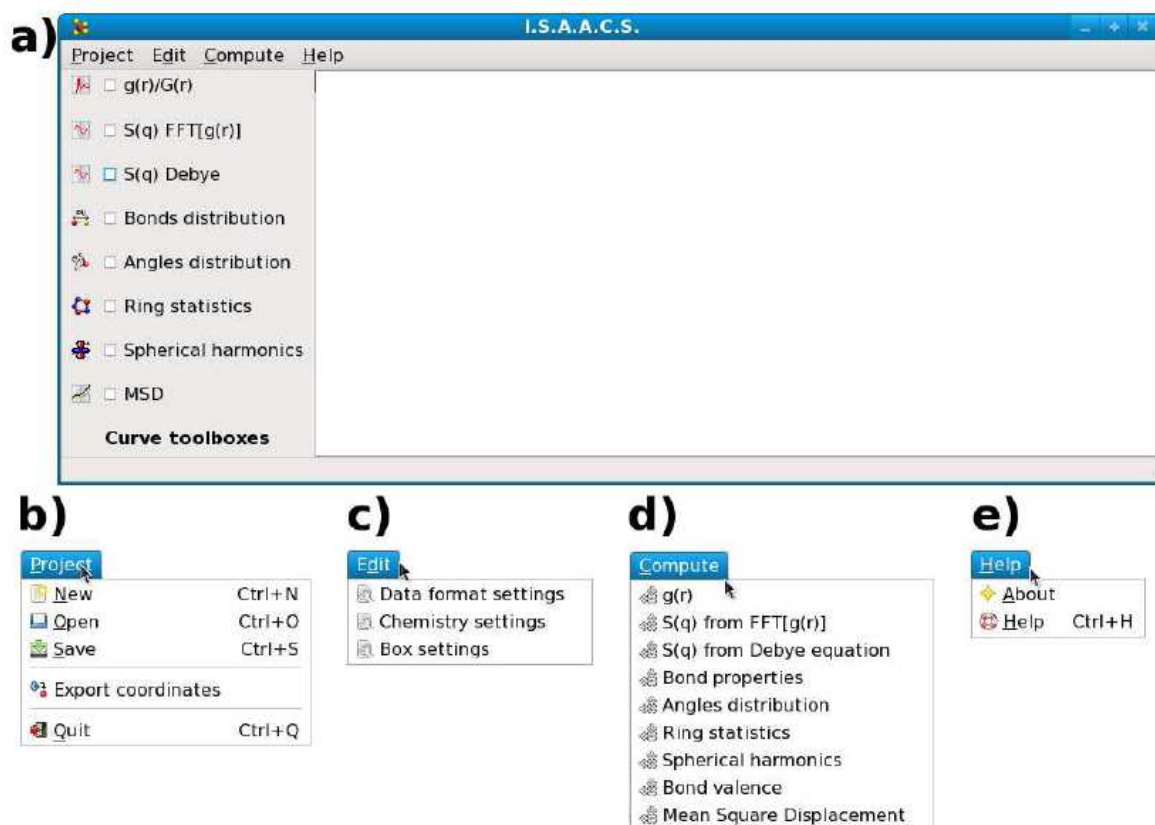 a)
I.S.A.A.C.S.
Project Edit Compute Help
g(r)/G(r)
S(q) FFT[g(r)]
S(q) Debye
Bonds distribution
Angles distribution
Ring statistics
Spherical harmonics
MSD
Curve toolboxes
b)
Project
New Ctrl+N
Open Ctrl+O
Save Ctrl+S
Export coordinates
Quit Ctrl+Q
c)
Edit
Data format settings
Chemistry settings
Box settings
d)
Compute
g(r)
S(q) from FFT[g(r)]
S(q) from Debye equation
Bond properties
Angles distribution
Ring statistics
Spherical harmonics
Bond valence
Mean Square Displacement
e)
Help
About
Help Ctrl+H